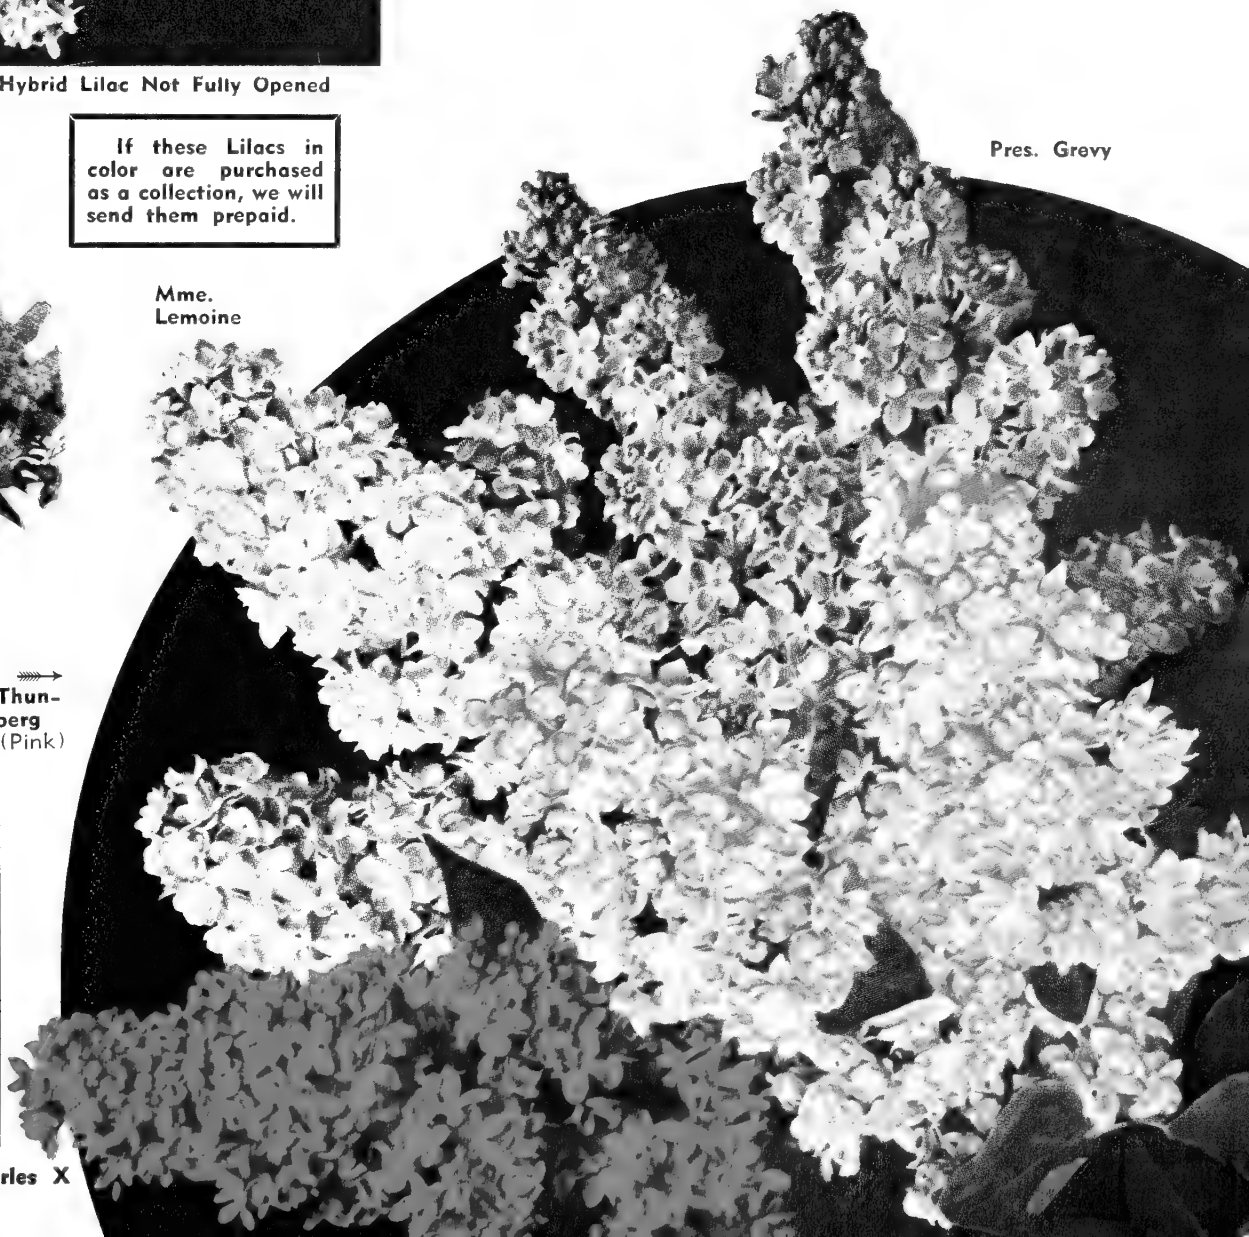 Hybrid Lilac Not Fully Opened
If these Lilacs in
color are purchased
as a collection, we will
send them prepaid.
Pres. Grevy
Mme.
Lemoine
Thun-
berg
(Pink)
rles X